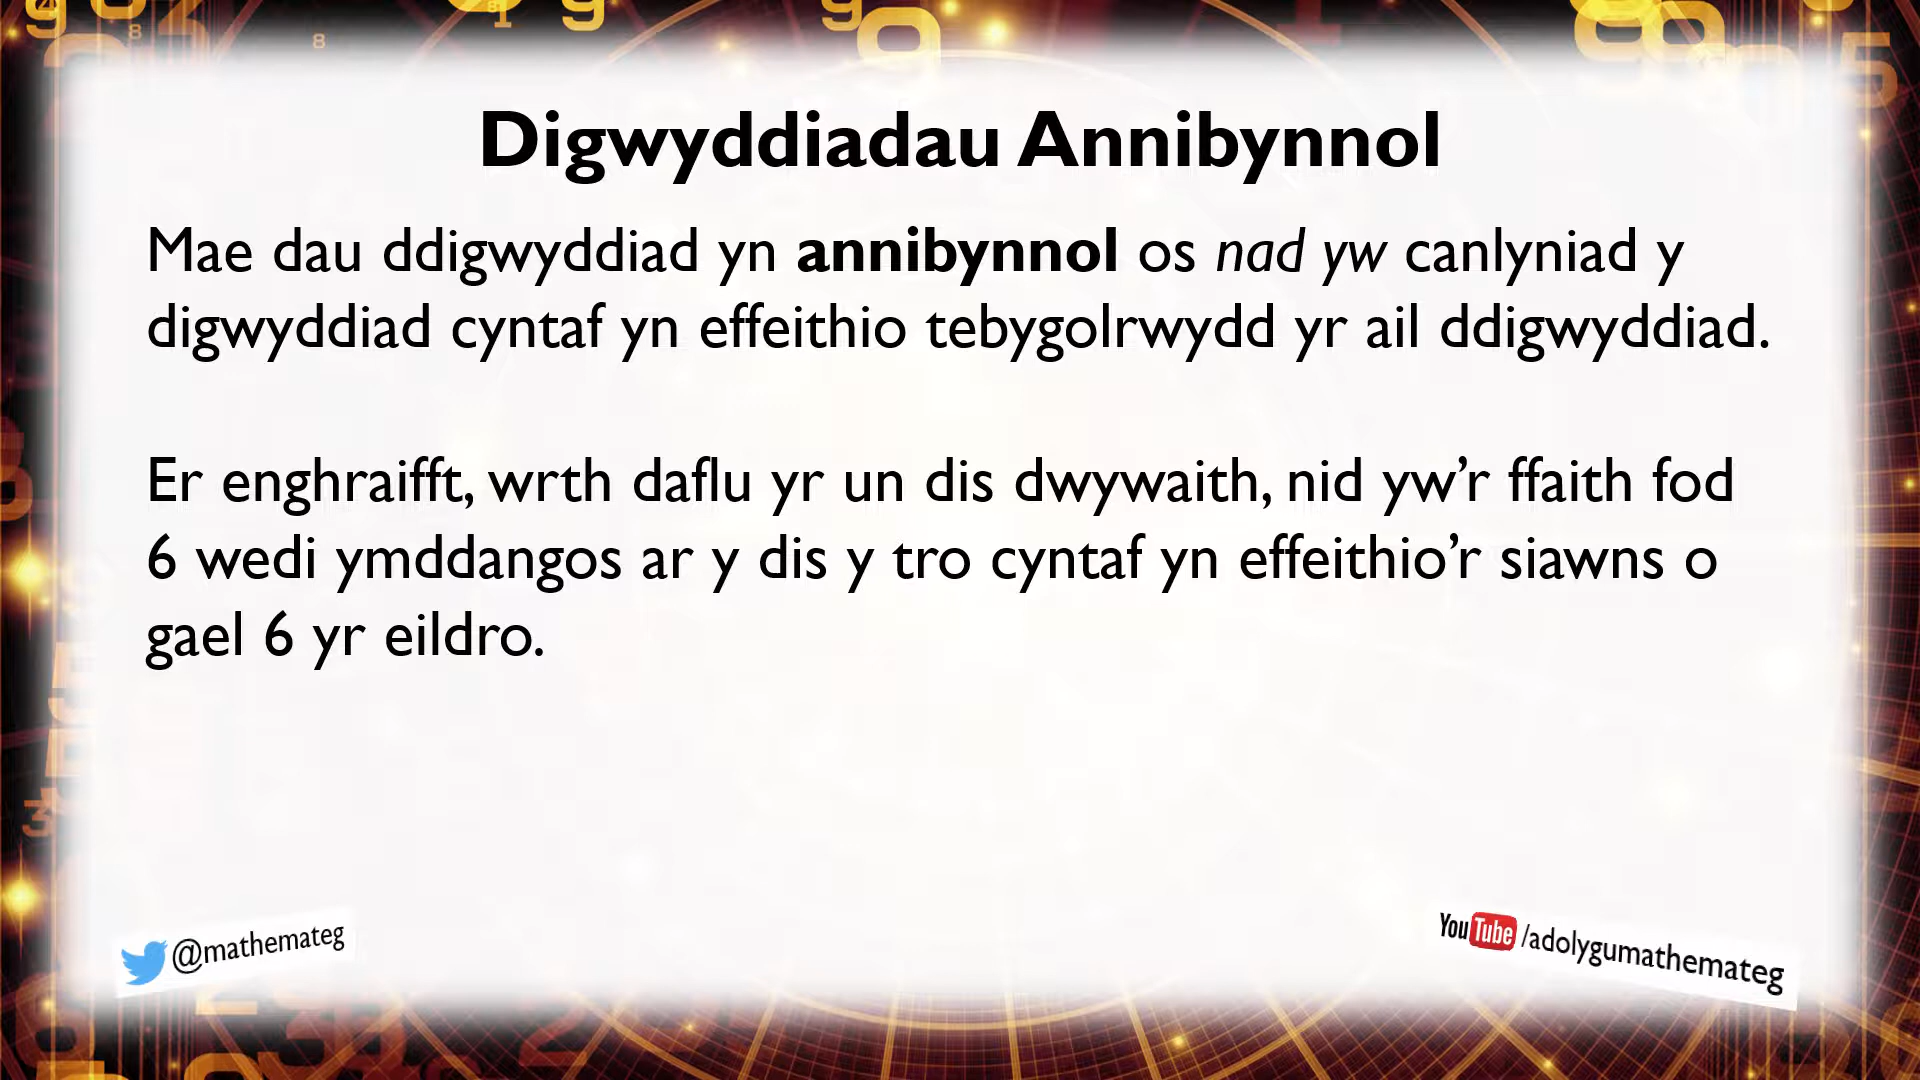 Digwyddiadau Annibynnol
Mae dau ddigwyddiad yn annibynnol os nad yw canlyniad y
digwyddiad cyntaf yn effeithio tebygolrwydd yr ail ddigwyddiad.
Er enghraifft, wrth daflu yr un dis dwywaith, nid yw’r ffaith fod
6 wedi ymddangos ar y dis y tro cyntaf yn effeithio’r siawns o
gael 6 yr eildro.
@mathemateg
YouTube /adolygumathemateg